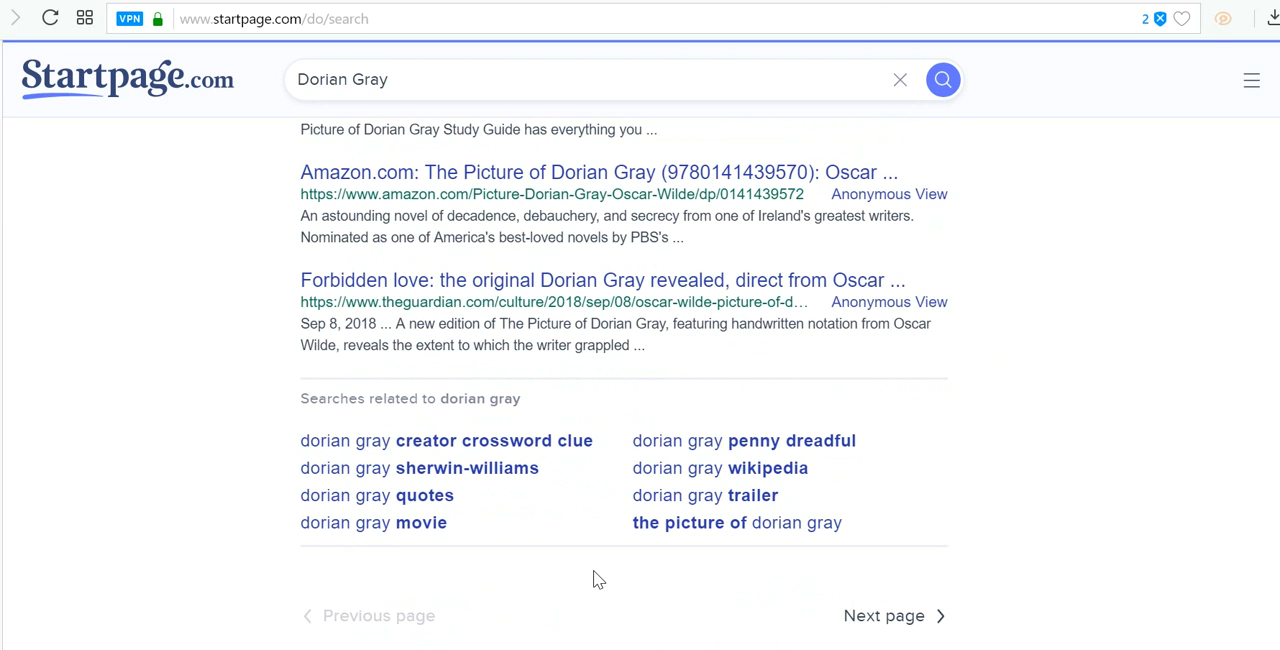 VPN www.startpage.com/do/search 2
Startpage.com Dorian Gray
Picture of Dorian Gray Study Guide has everything you ...
Amazon.com: The Picture of Dorian Gray (9780141439570): Oscar ...
https://www.amazon.com/Picture-Dorian-Gray-Oscar-Wilde/dp/0141439572 Anonymous View
An astounding novel of decadence, debauchery, and secrecy from one of Ireland's greatest writers.
Nominated as one of America's best-loved novels by PBS's ...
Forbidden love: the original Dorian Gray revealed, direct from Oscar ...
https://www.theguardian.com/culture/2018/sep/08/oscar-wilde-picture-of-d... Anonymous View
Sep 8, 2018 ... A new edition of The Picture of Dorian Gray, featuring handwritten notation from Oscar
Wilde, reveals the extent to which the writer grappled ...
Searches related to dorian gray
dorian gray creator crossword clue dorian gray penny dreadful
dorian gray sherwin-williams dorian gray wikipedia
dorian gray quotes dorian gray trailer
dorian gray movie the picture of dorian gray
Previous page Next page